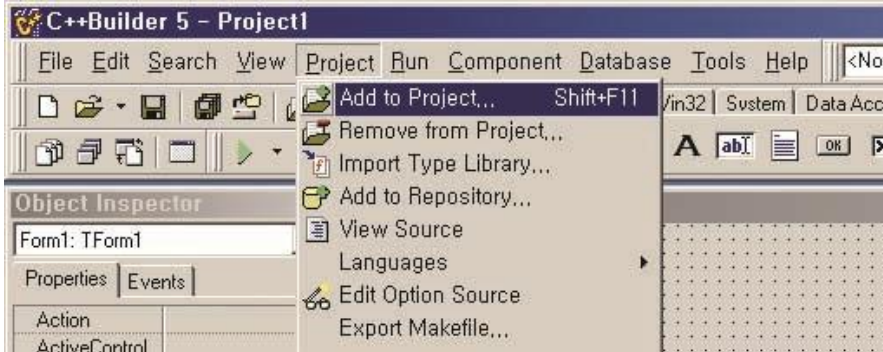 C++Builder 5 - Project1
File Edit Search View Project Run Component Database Tools Help <No
Add to Project... Shift+F11
Win32 System Data Acc
Remove from Project...
A abI OK
Import Type Library...
Add to Repository...
Object Inspector
View Source
Form1: TForm1
Languages
Properties Events
Edit Option Source
Action
Export Makefile...
ActiveControl